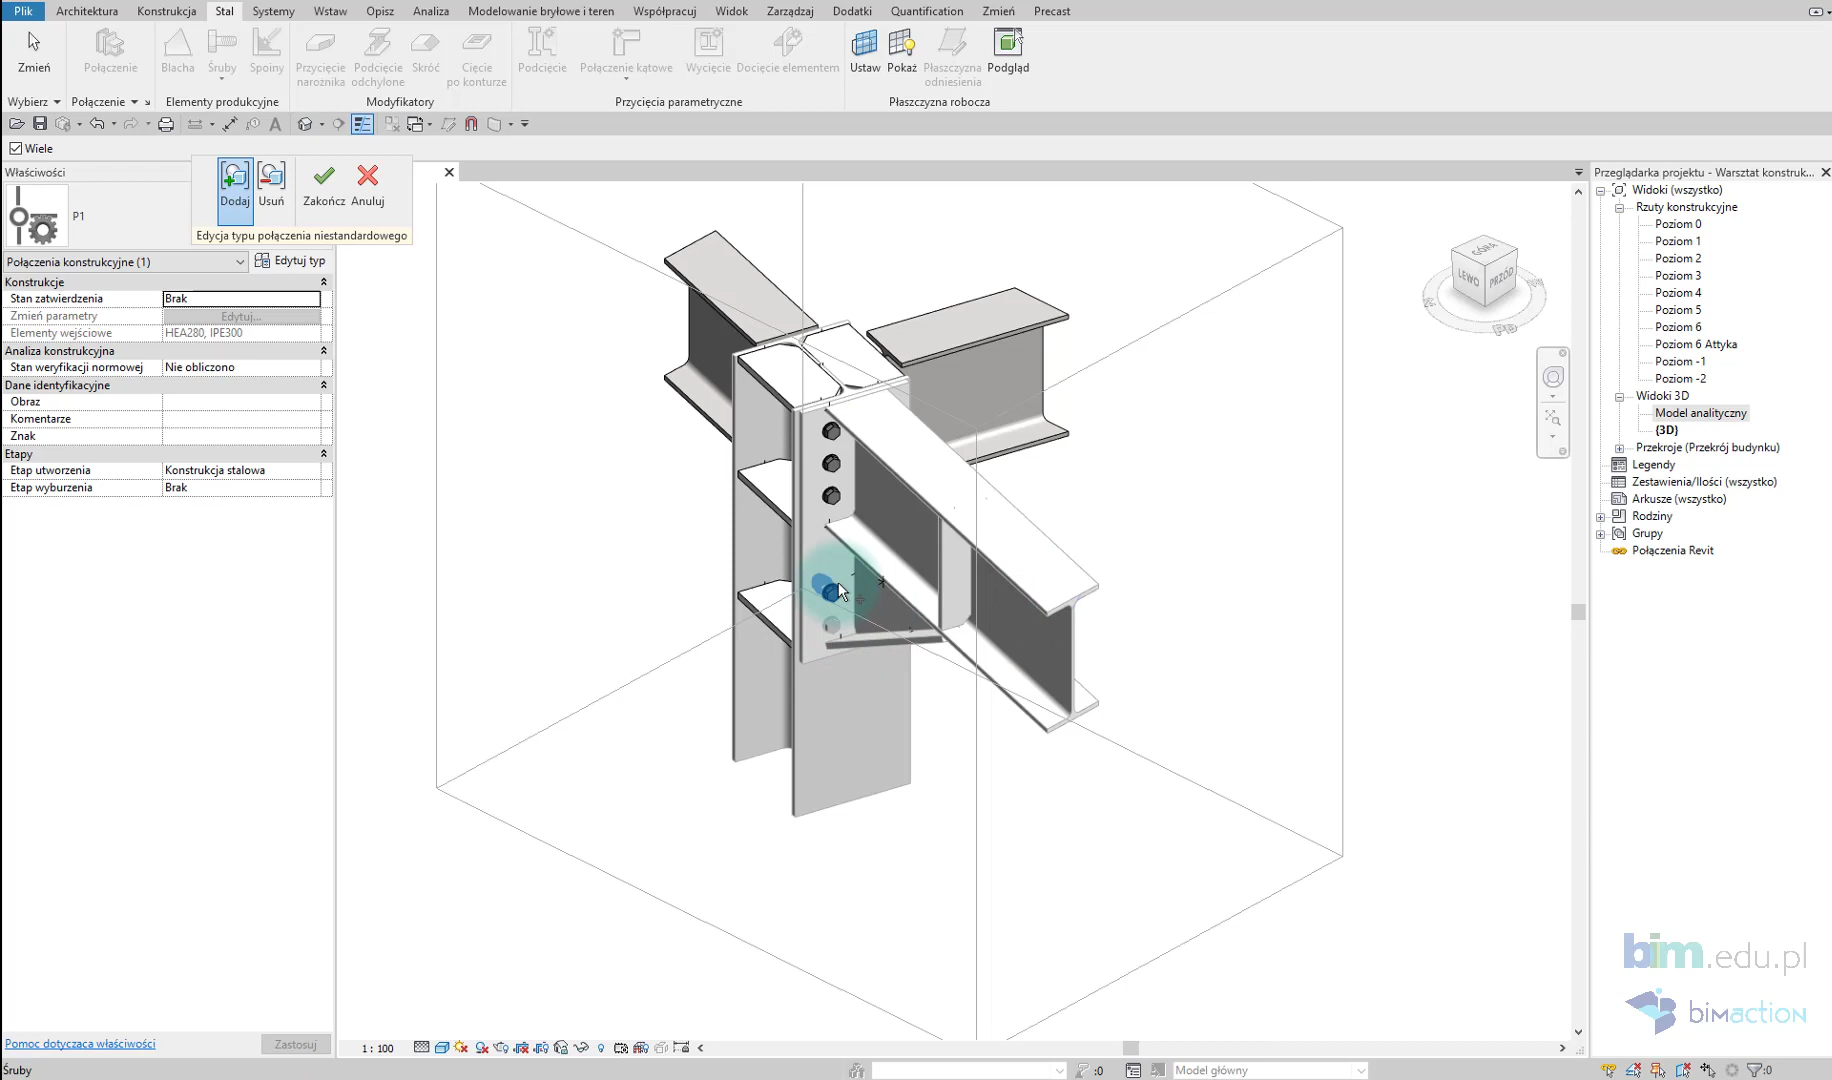 Plik Architektura Konstrukcja Stal Systemy Wstaw Opisz Analiza Modelowanie bryłowe i teren Współpracuj Widok Zarządzaj Dodatki Quantification Zmień Precast
Zmień Połączenie Blacha Śruby Spoiny Przycięcie narożnika Podcięcie odchylone Skróć Cięcie po konturze Podcięcie Połączenie kątowe Wycięcie Docięcie elementem Ustaw Pokaż Płaszczyzna odniesienia Podgląd
Wybierz Połączenie Elementy produkcyjne Modyfikatory Przycięcia parametryczne Płaszczyzna robocza
Wiele
Właściwości
P1
Dodaj Usuń Zakończ Anuluj
Edycja typu połączenia niestandardowego
Połączenia konstrukcyjne (1) Edytuj typ
Konstrukcje
Stan zatwierdzenia Brak
Zmień parametry Edytuj...
Elementy wejściowe HEA280, IPE300
Analiza konstrukcyjna
Stan weryfikacji normowej Nie obliczono
Dane identyfikacyjne
Obraz
Komentarze
Znak
Etapy
Etap utworzenia Konstrukcja stalowa
Etap wyburzenia Brak
GÓRA
LEWO PRZÓD
Przeglądarka projektu - Warsztat konstruk...
Widoki (wszystko)
Rzuty konstrukcyjne
Poziom 0
Poziom 1
Poziom 2
Poziom 3
Poziom 4
Poziom 5
Poziom 6
Poziom 6 Attyka
Poziom -1
Poziom -2
Widoki 3D
Model analityczny
{3D}
Przekroje (Przekrój budynku)
Legendy
Zestawienia/Ilości (wszystko)
Arkusze (wszystko)
Rodziny
Grupy
Połączenia Revit
bim.edu.pl
bimaction
Pomoc dotycząca właściwości Zastosuj
1 : 100
Śruby :0 Model główny :0